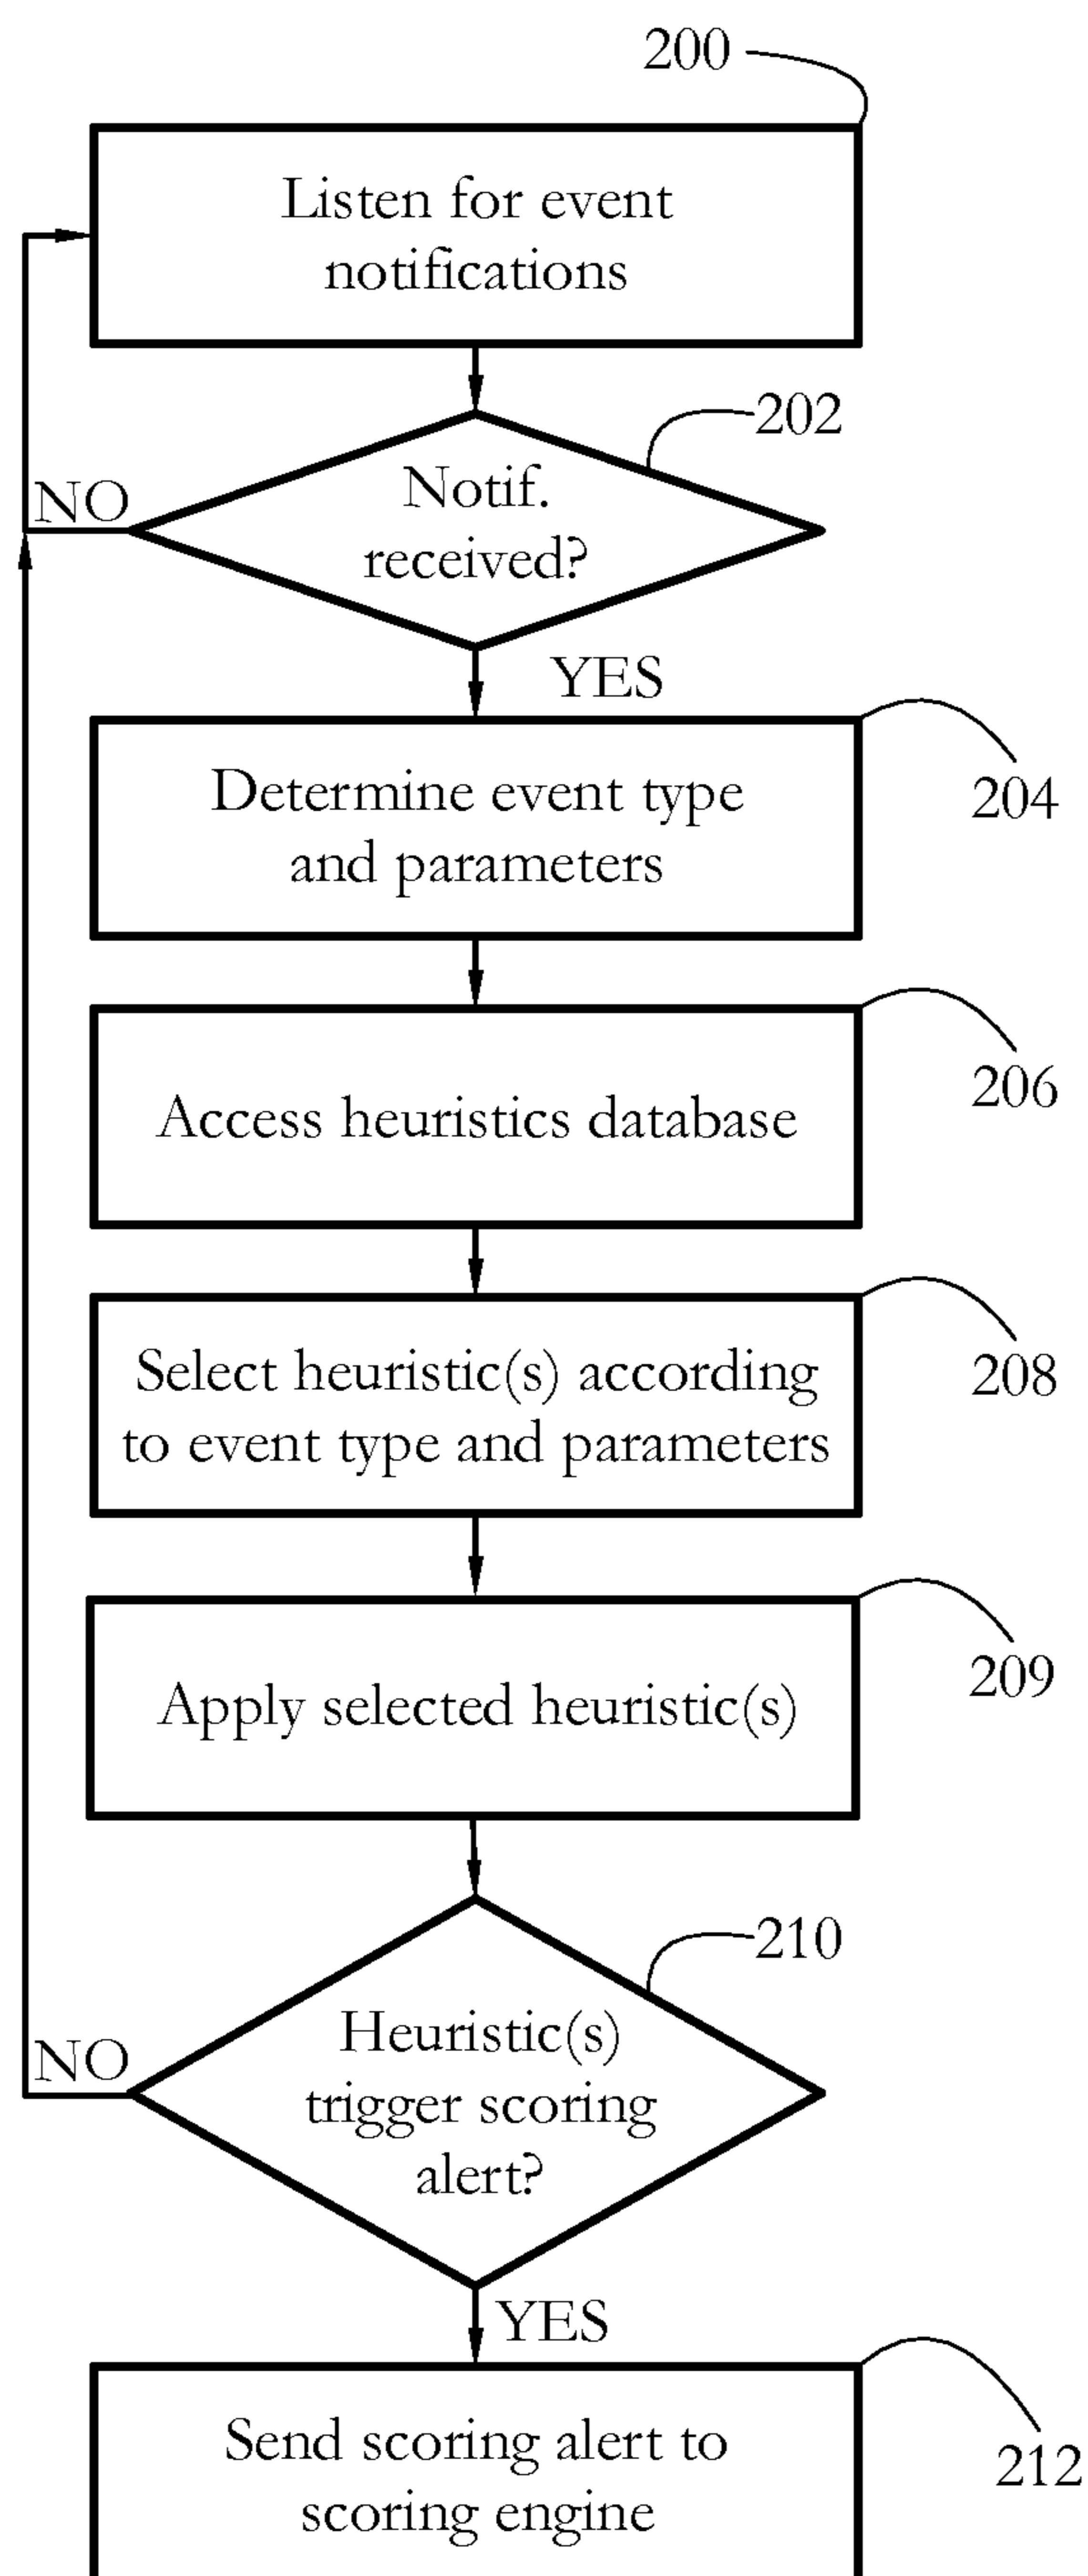 200
Listen for event
notifications
202
NO
Notif.
received?
YES
Determine event type
and parameters
204
Access heuristics database
206
Select heuristic(s) according
to event type and parameters
208
Apply selected heuristic(s)
209
210
NO
Heuristic(s)
trigger scoring
alert?
YES
Send scoring alert to
scoring engine
212